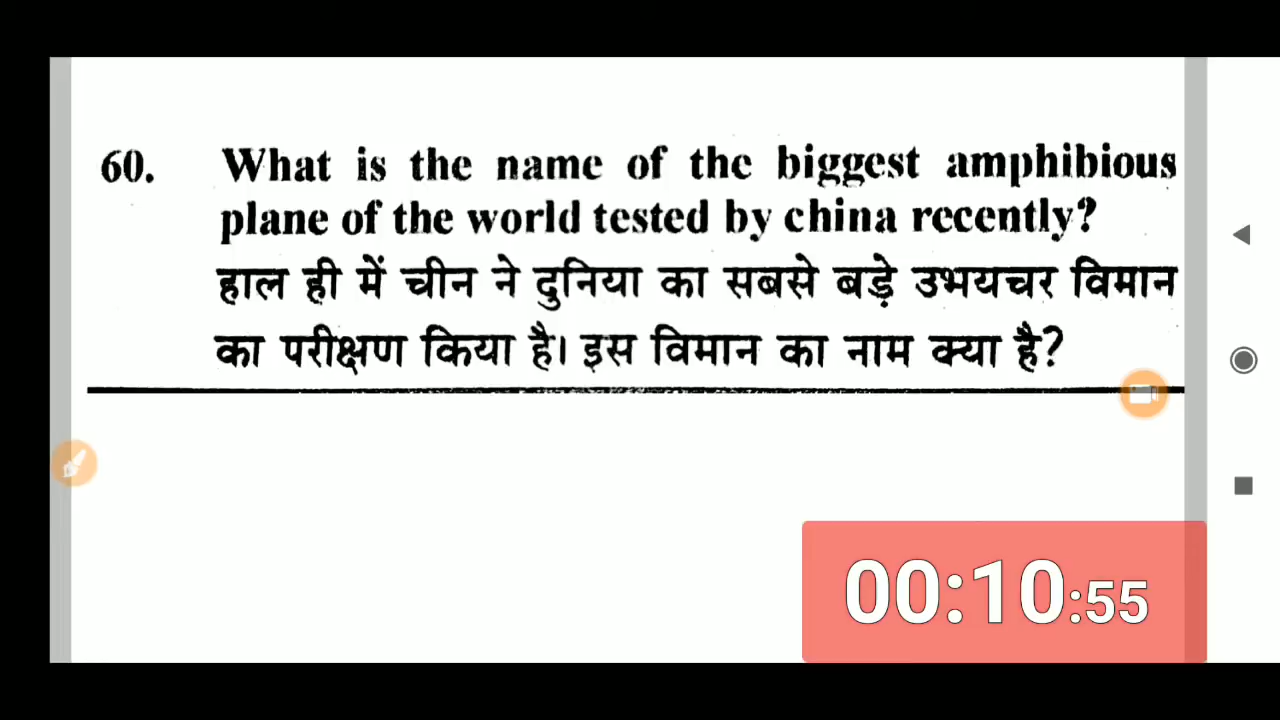 60. What is the name of the biggest amphibious
plane of the world tested by china recently?
हाल ही में चीन ने दुनिया का सबसे बड़े उभयचर विमान
का परीक्षण किया है। इस विमान का नाम क्या है?
00:10:55